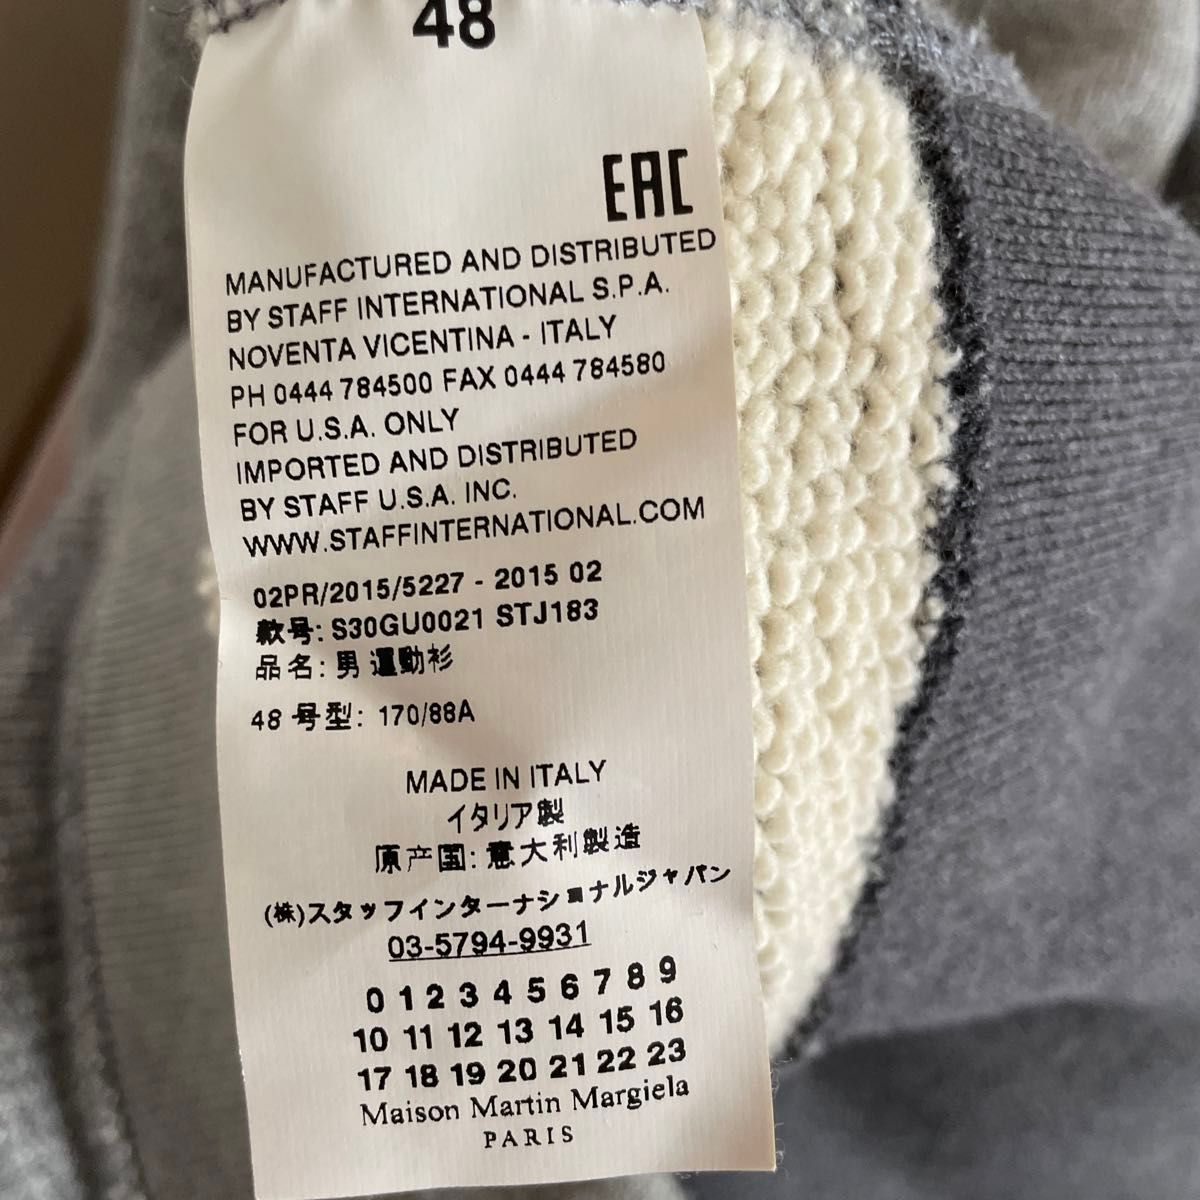 48
EAC
MANUFACTURED AND DISTRIBUTED
BY STAFF INTERNATIONAL S.P.A.
NOVENTA VICENTINA - ITALY
PH 0444 784500 FAX 0444 784580
FOR U.S.A. ONLY
IMPORTED AND DISTRIBUTED
BY STAFF U.S.A. INC.
WWW.STAFFINTERNATIONAL.COM
02PR/2015/5227 - 2015 02
款号: S30GU0021 STJ183
品名: 男 運動衫
48 号型: 170/88A
MADE IN ITALY
イタリア製
原产国: 意大利製造
(株)スタッフインターナショナルジャパン
03-5794-9931
0 1 2 3 4 5 6 7 8 9
10 11 12 13 14 15 16
17 18 19 20 21 22 23
Maison Martin Margiela
PARIS